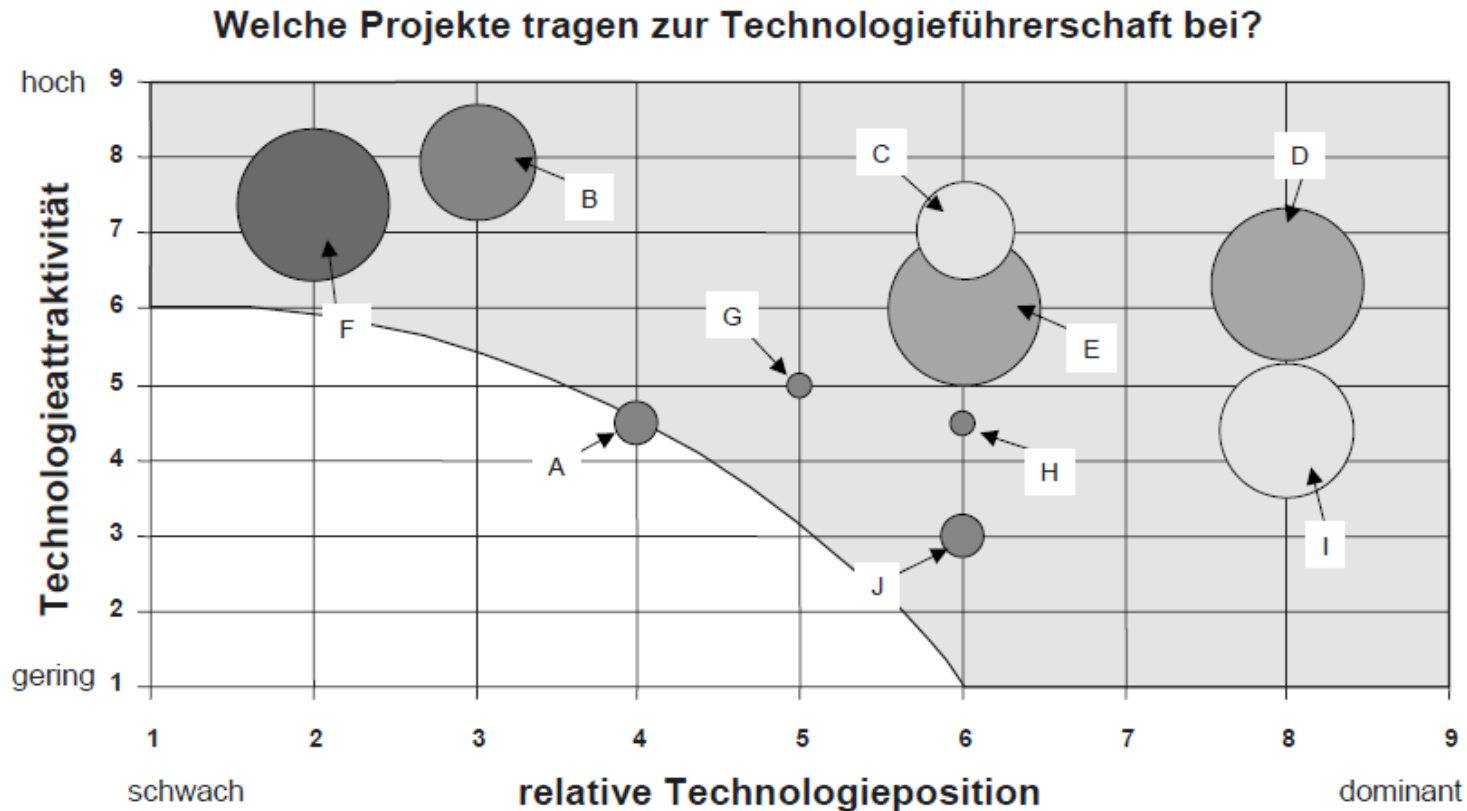 Welche Projekte tragen zur Technologieführerschaft bei?
hoch
Technologieattraktivität
gering
9
8
7
6
5
4
3
2
1
C
D
B
G
F
E
A
H
J
I
1 2 3 4 5 6 7 8 9
schwach relative Technologieposition dominant